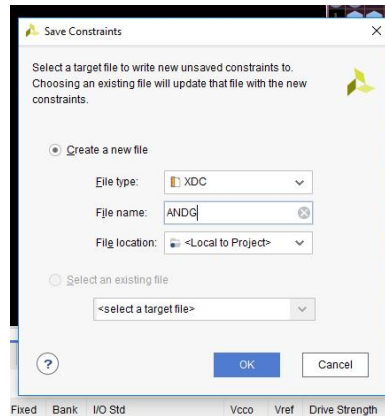 Save Constraints
Select a target file to write new unsaved constraints to.
Choosing an existing file will update that file with the new
constraints.
Create a new file
File type: XDC
File name: ANDG
File location: <Local to Project>
Select an existing file
<select a target file>
? OK Cancel
Fixed Bank I/O Std Vcco Vref Drive Strength